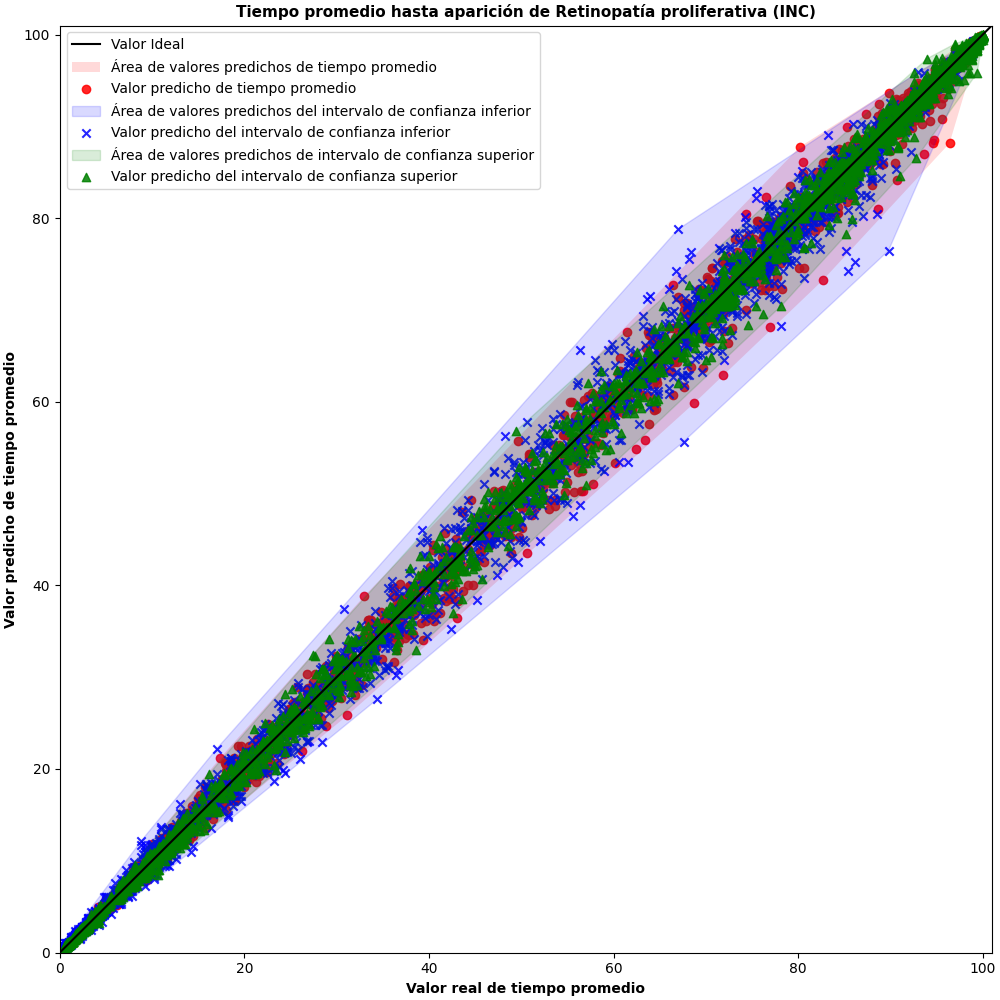 Tiempo promedio hasta aparición de Retinopatía proliferativa (INC)
100
80
60
40
20
0
Valor predicho de tiempo promedio
Valor Ideal
Área de valores predichos de tiempo promedio
Valor predicho de tiempo promedio
Área de valores predichos del intervalo de confianza inferior
Valor predicho del intervalo de confianza inferior
Área de valores predichos de intervalo de confianza superior
Valor predicho del intervalo de confianza superior
0 20 40 60 80 100
Valor real de tiempo promedio